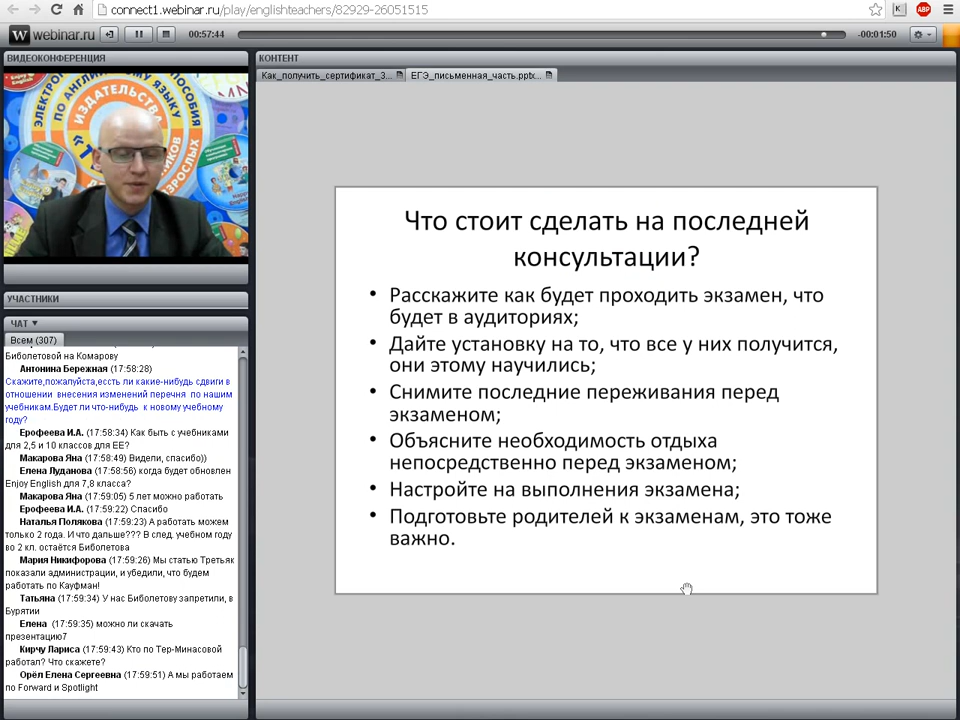 connect1.webinar.ru/play/englishteachers/82929-26051515
K
ABP
W webinar.ru
00:57:44
-00:01:50
ВИДЕОКОНФЕРЕНЦИЯ
ЭЛЕКТРОН
ПО АНГЛ
ОМУ ЯЗЫКУ
ПОСОБИЯ
ИЗДАТЕЛЬСТВА
ВЗРОСЛЫХ
УЧАСТНИКИ
ЧАТ
Всем (307)
Биболетовой на Комарову
Антонина Бережная (17:58:28)
Скажите,пожалуйста,ессть ли какие-нибудь сдвиги в
отношении внесения изменений перечня по нашим
учебникам.Будет ли что-нибудь к новому учебному
году?
Ерофеева И.А. (17:58:34) Как быть с учебниками
для 2,5 и 10 классов для ЕЕ?
Макарова Яна (17:58:49) Видели, спасибо))
Елена Луданова (17:58:56) когда будет обновлен
Enjoy English для 7,8 класса?
Макарова Яна (17:59:05) 5 лет можно работать
Ерофеева И.А. (17:59:22) Спасибо
Наталья Полякова (17:59:23) А работать можем
только 2 года. И что дальше??? В след. учебном году
во 2 кл. остаётся Биболетова
Мария Никифорова (17:59:26) Мы статью Третьяк
показали администрации, и убедили, что будем
работать по Кауфман!
Татьяна (17:59:34) У нас Биболетову запретили, в
Бурятии
Елена (17:59:35) можно ли скачать
презентацию7
Кирчу Лариса (17:59:43) Кто по Тер-Минасовой
работал? Что скажете?
Орёл Елена Сергеевна (17:59:51) А мы работаем
по Forward и Spotlight
КОНТЕНТ
Как_получить_сертификат_3...
ЕГЭ_письменная_часть.pptx...
Что стоит сделать на последней
консультации?
• Расскажите как будет проходить экзамен, что
будет в аудиториях;
• Дайте установку на то, что все у них получится,
они этому научились;
• Снимите последние переживания перед
экзаменом;
• Объясните необходимость отдыха
непосредственно перед экзаменом;
• Настройте на выполнения экзамена;
• Подготовьте родителей к экзаменам, это тоже
важно.